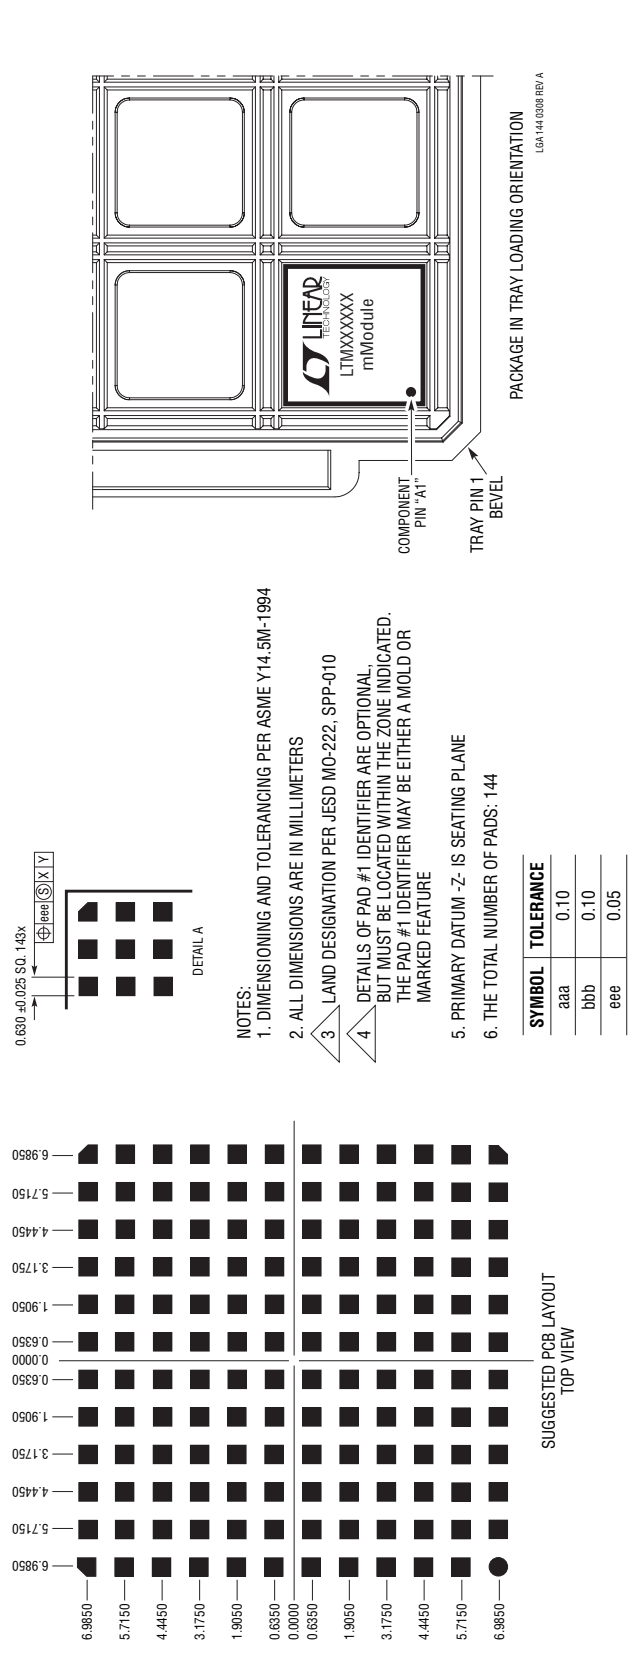 6.9850
5.7150
4.4450
3.1750
1.9050
0.6350
0.0000
0.6350
1.9050
3.1750
4.4450
5.7150
6.9850
6.9850
5.7150
4.4450
3.1750
1.9050
0.6350
0.0000
0.6350
1.9050
3.1750
4.4450
5.7150
6.9850
SUGGESTED PCB LAYOUT
TOP VIEW
0.630 ±0.025 SQ. 143x
eee S X Y
DETAIL A
NOTES:
1. DIMENSIONING AND TOLERANCING PER ASME Y14.5M-1994
2. ALL DIMENSIONS ARE IN MILLIMETERS
3 LAND DESIGNATION PER JESD MO-222, SPP-010
4 DETAILS OF PAD #1 IDENTIFIER ARE OPTIONAL,
BUT MUST BE LOCATED WITHIN THE ZONE INDICATED.
THE PAD #1 IDENTIFIER MAY BE EITHER A MOLD OR
MARKED FEATURE
5. PRIMARY DATUM -Z- IS SEATING PLANE
6. THE TOTAL NUMBER OF PADS: 144
SYMBOL TOLERANCE
aaa 0.10
bbb 0.10
eee 0.05
LT LINEAR
TECHNOLOGY
LTMXXXXXX
mModule
COMPONENT
PIN "A1"
TRAY PIN 1
BEVEL
PACKAGE IN TRAY LOADING ORIENTATION
LGA 144 0308 REV A